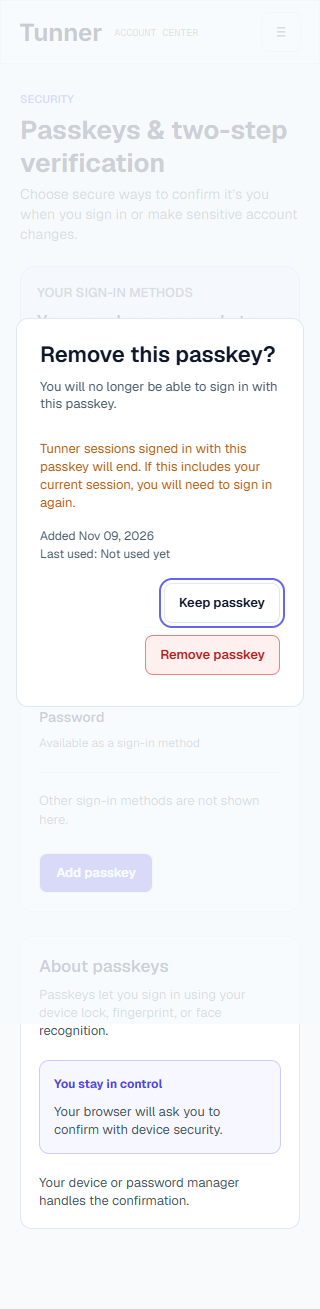 Tunner ACCOUNT CENTER
SECURITY
Passkeys & two-step
verification
Choose secure ways to confirm it's you
when you sign in or make sensitive account
changes.
YOUR SIGN-IN METHODS
Remove this passkey?
You will no longer be able to sign in with
this passkey.
Tunner sessions signed in with this
passkey will end. If this includes your
current session, you will need to sign in
again.
Added Nov 09, 2026
Last used: Not used yet
Keep passkey
Remove passkey
Password
Available as a sign-in method
Other sign-in methods are not shown
here.
Add passkey
About passkeys
Passkeys let you sign in using your
device lock, fingerprint, or face
recognition.
You stay in control
Your browser will ask you to
confirm with device security.
Your device or password manager
handles the confirmation.